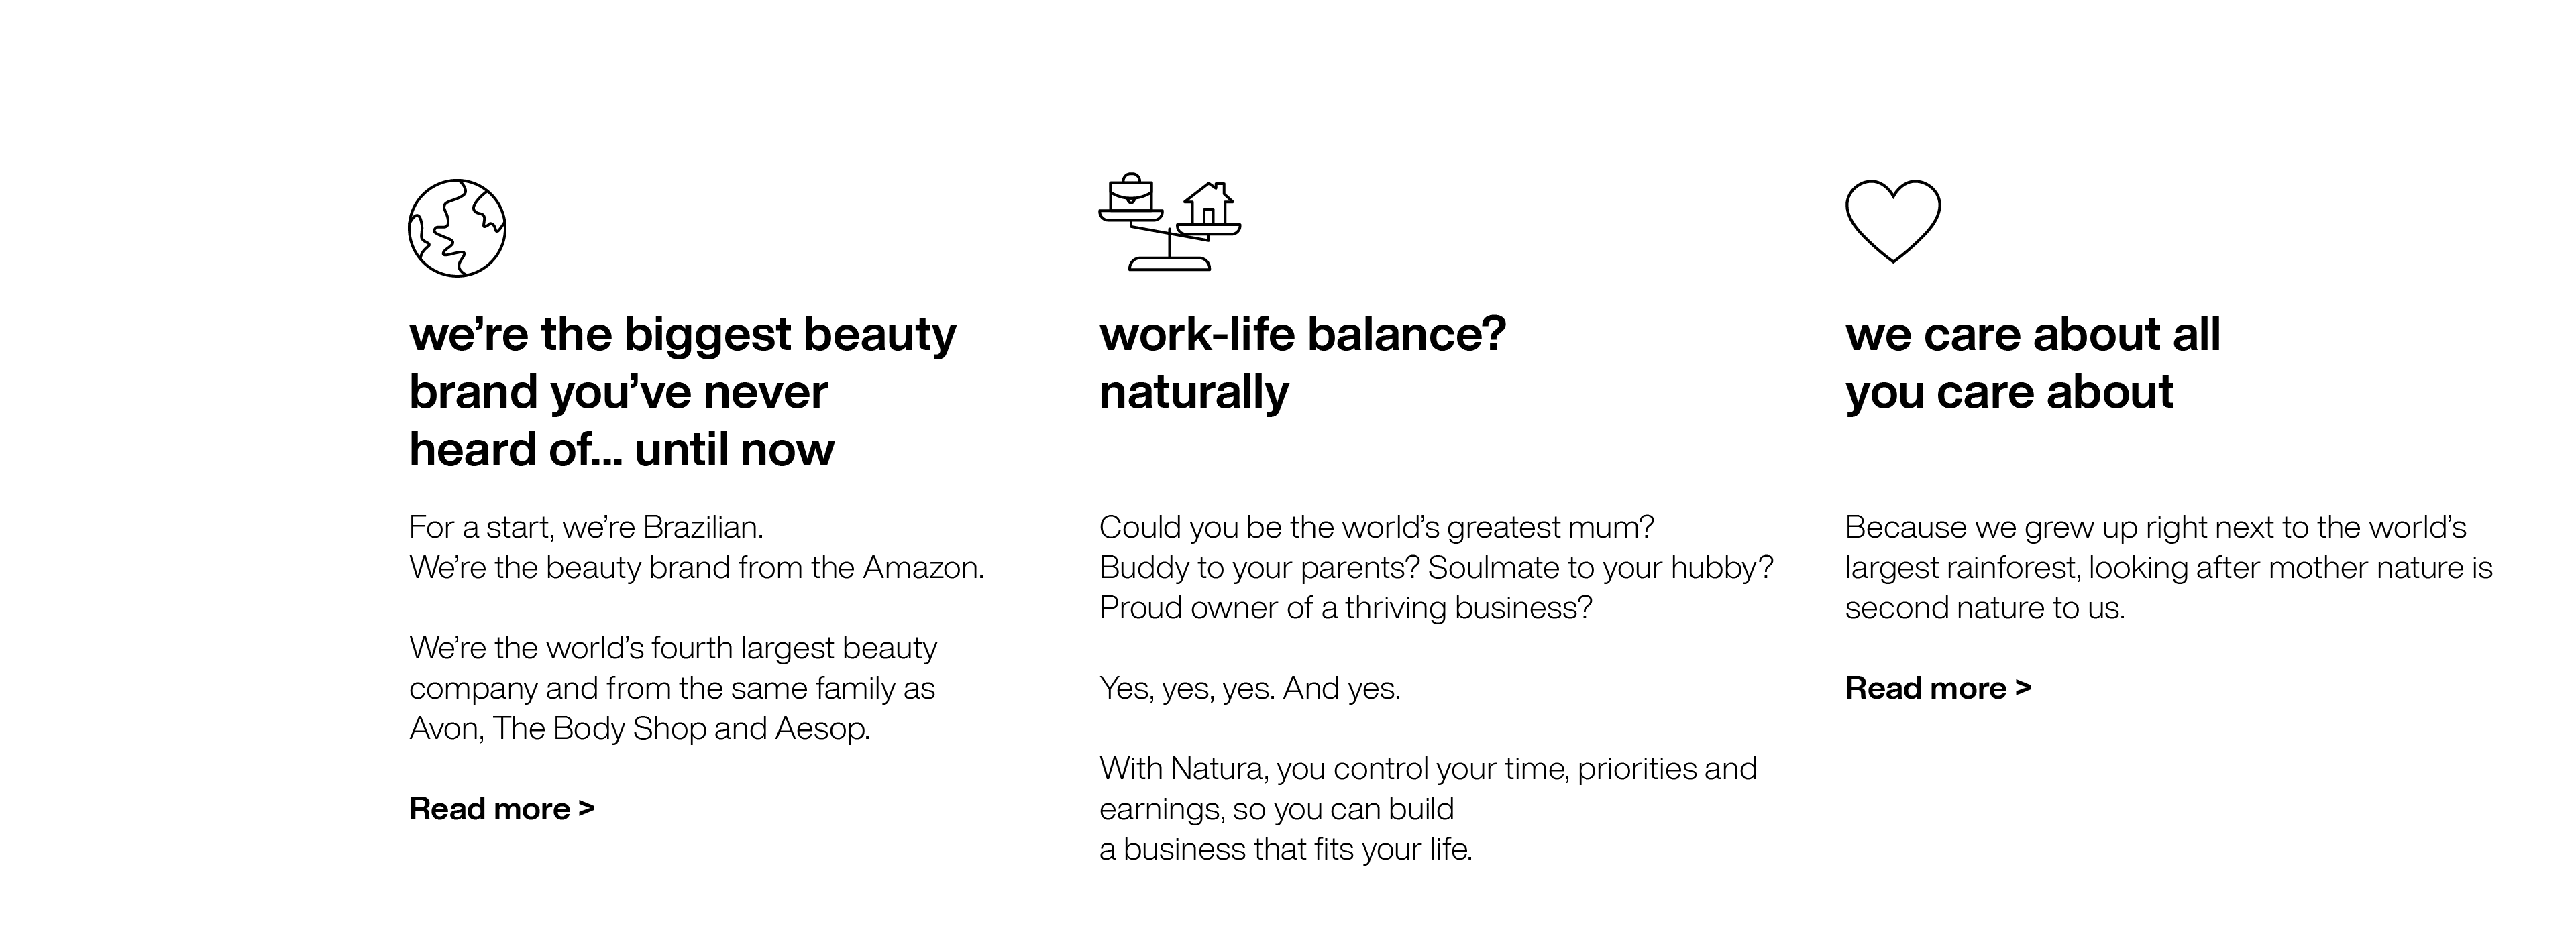 we’re the biggest beauty
brand you’ve never
heard of... until now
For a start, we’re Brazilian.
We’re the beauty brand from the Amazon.
We’re the world’s fourth largest beauty
company and from the same family as
Avon, The Body Shop and Aesop.
Read more >
work-life balance?
naturally
Could you be the world’s greatest mum?
Buddy to your parents? Soulmate to your hubby?
Proud owner of a thriving business?
Yes, yes, yes. And yes.
With Natura, you control your time, priorities and
earnings, so you can build
a business that fits your life.
we care about all
you care about
Because we grew up right next to the world’s
largest rainforest, looking after mother nature is
second nature to us.
Read more >